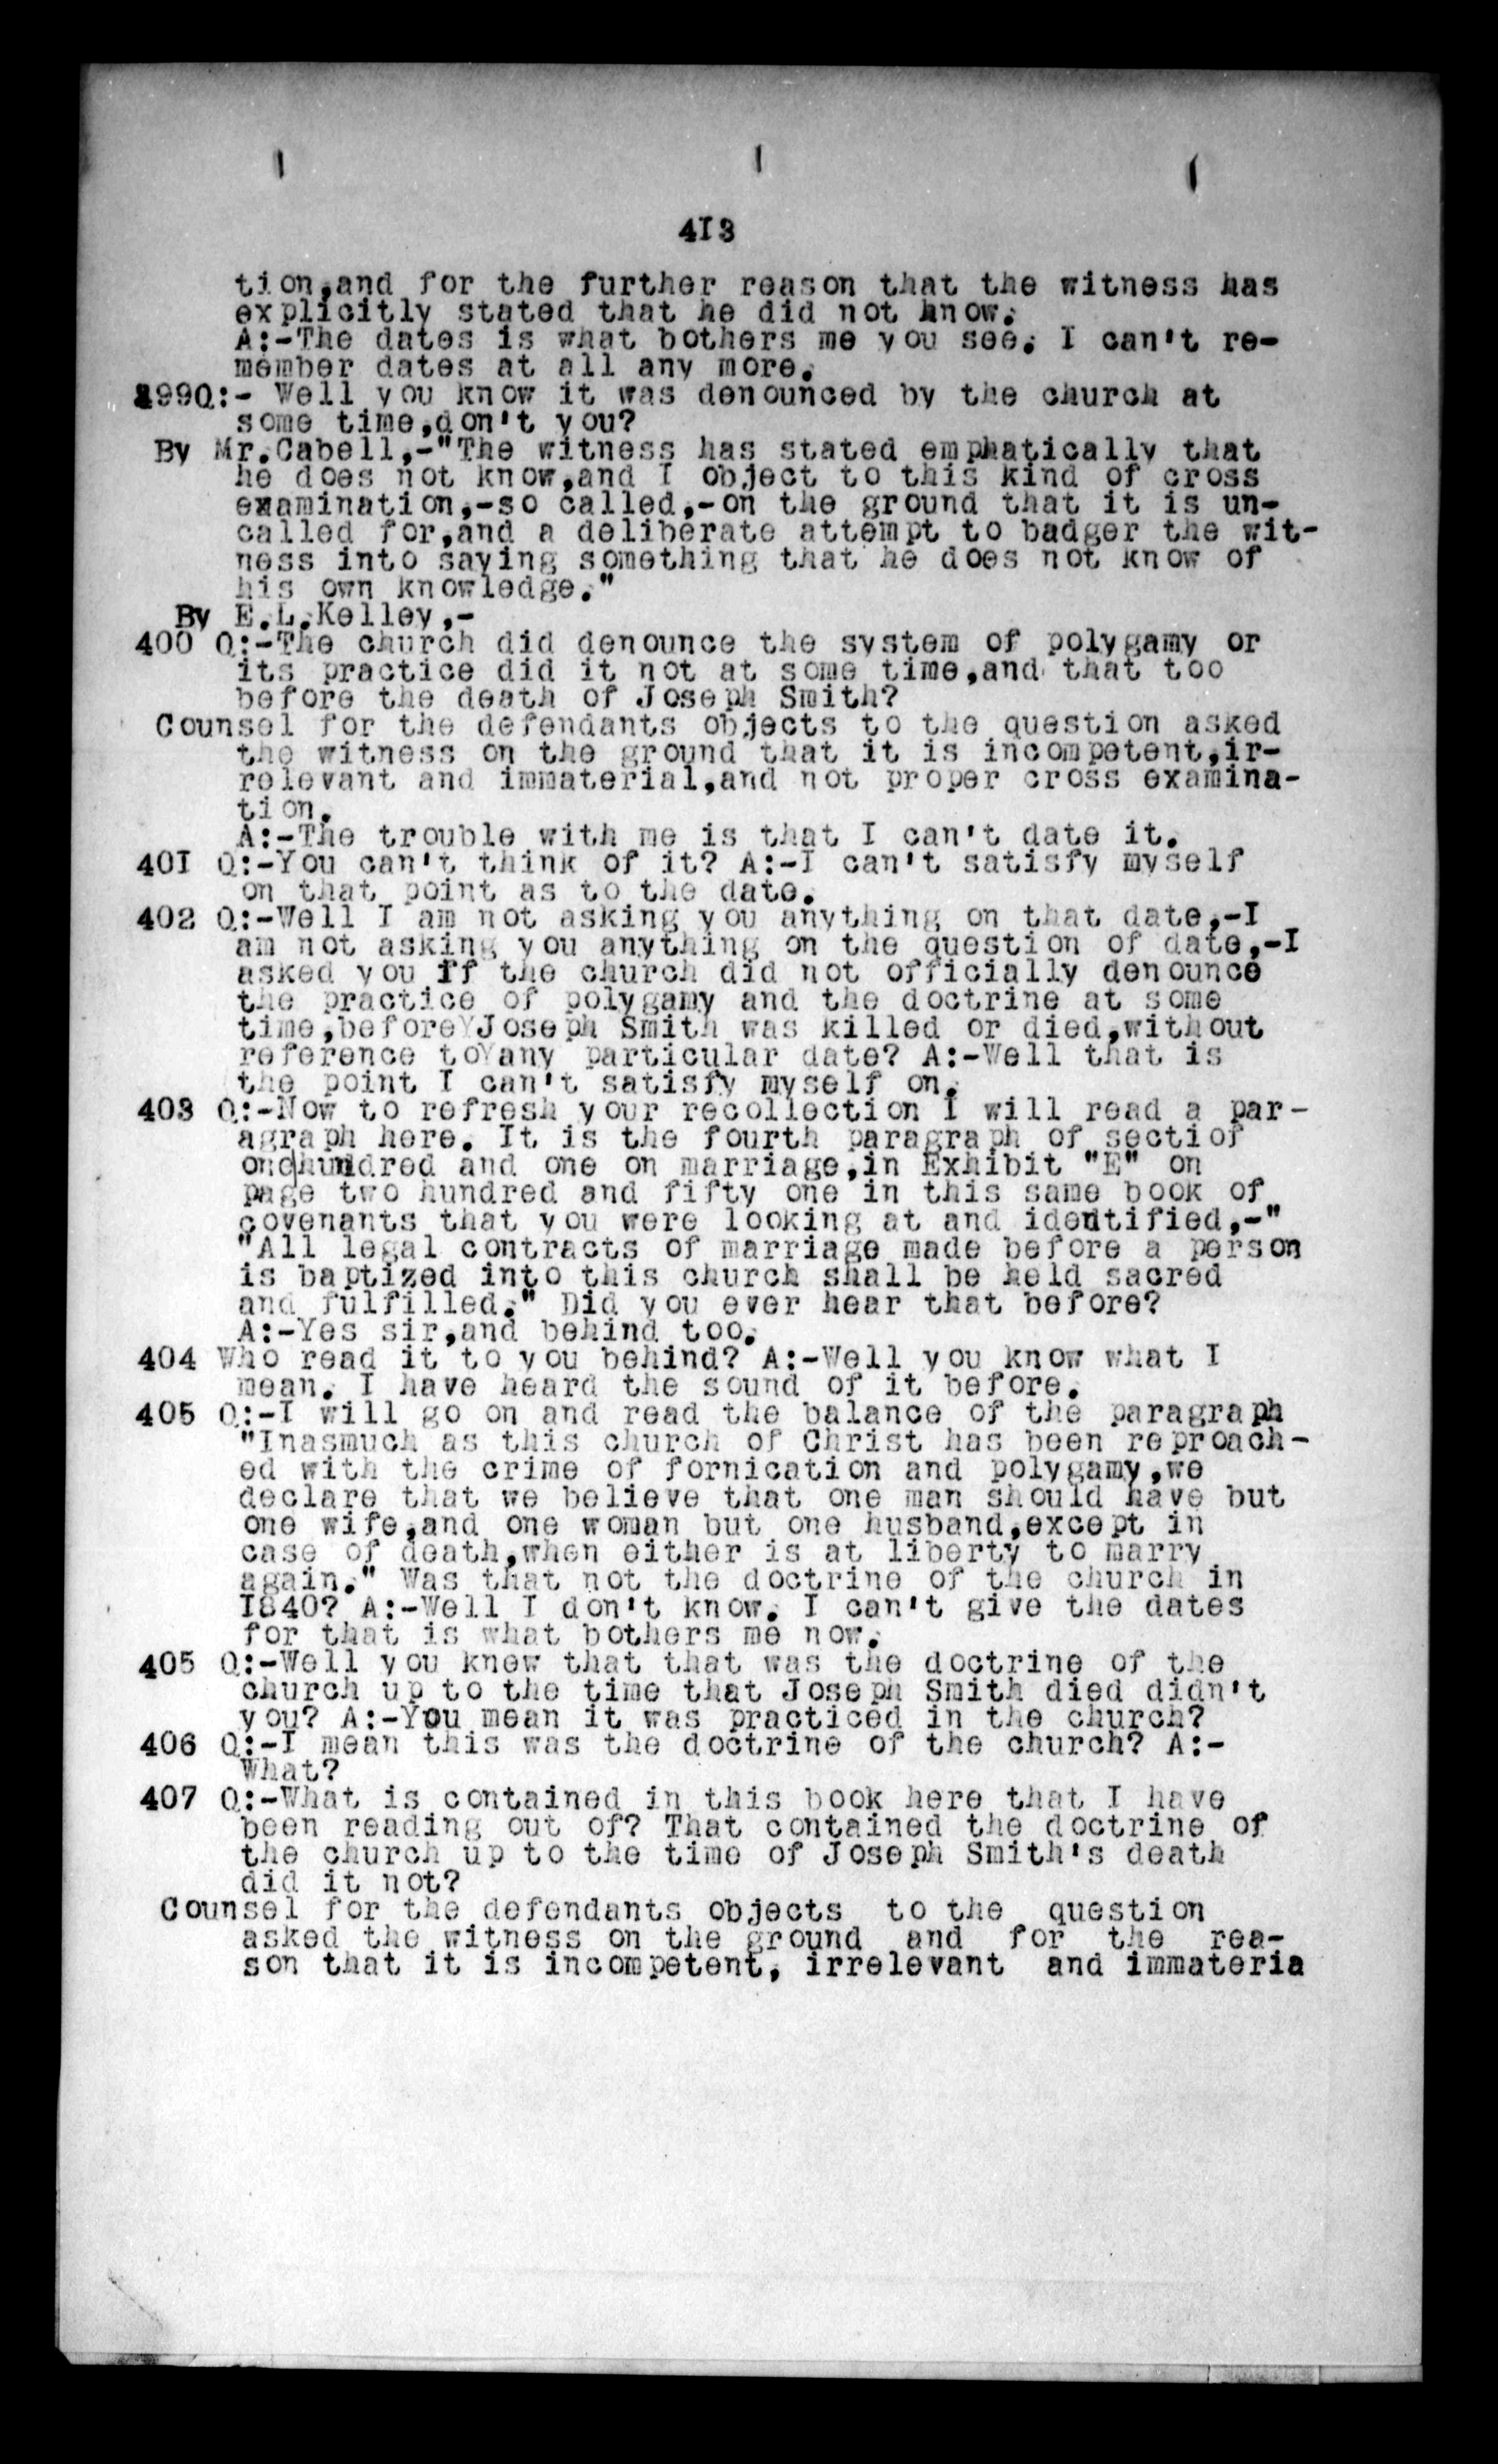 413
tion,and for the further reason that the witness has
explicitly stated that he did not know.
A:-The dates is what bothers me you see. I can't re-
member dates at all any more.
399Q:- Well you know it was denounced by the church at
some time,don't you?
By Mr.Cabell,-"The witness has stated emphatically that
he does not know,and I object to this kind of cross
examination,-so called,-on the ground that it is un-
called for,and a deliberate attempt to badger the wit-
ness into saying something that he does not know of
his own knowledge."
By E.L.Kelley,-
400 Q:-The church did denounce the system of polygamy or
its practice did it not at some time,and that too
before the death of Joseph Smith?
Counsel for the defendants objects to the question asked
the witness on the ground that it is incompetent,ir-
relevant and immaterial,and not proper cross examina-
tion.
A:-The trouble with me is that I can't date it.
401 Q:-You can't think of it? A:-I can't satisfy myself
on that point as to the date.
402 Q:-Well I am not asking you anything on that date,-I
am not asking you anything on the question of date,-I
asked you if the church did not officially denounce
the practice of polygamy and the doctrine at some
time,before Joseph Smith was killed or died,without
reference to any particular date? A:-Well that is
the point I can't satisfy myself on.
403 Q:-Now to refresh your recollection I will read a par-
agraph here. It is the fourth paragraph of sectiof
one|hundred and one on marriage,in Exhibit "E" on
page two hundred and fifty one in this same book of
covenants that you were looking at and identified,-"
"All legal contracts of marriage made before a person
is baptized into this church shall be held sacred
and fulfilled." Did you ever hear that before?
A:-Yes sir,and behind too.
404 Who read it to you behind? A:-Well you know what I
mean. I have heard the sound of it before.
405 Q:-I will go on and read the balance of the paragraph
"Inasmuch as this church of Christ has been reproach-
ed with the crime of fornication and polygamy,we
declare that we believe that one man should have but
one wife,and one woman but one husband,except in
case of death,when either is at liberty to marry
again." Was that not the doctrine of the church in
I840? A:-Well I don't know. I can't give the dates
for that is what bothers me now.
405 Q:-Well you knew that that was the doctrine of the
church up to the time that Joseph Smith died didn't
you? A:-You mean it was practiced in the church?
406 Q:-I mean this was the doctrine of the church? A:-
What?
407 Q:-What is contained in this book here that I have
been reading out of? That contained the doctrine of
the church up to the time of Joseph Smith's death
did it not?
Counsel for the defendants objects to the question
asked the witness on the ground and for the rea-
son that it is incompetent, irrelevant and immateria